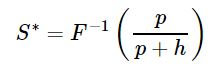 S* = F⁻¹ ( p / (p + h) )